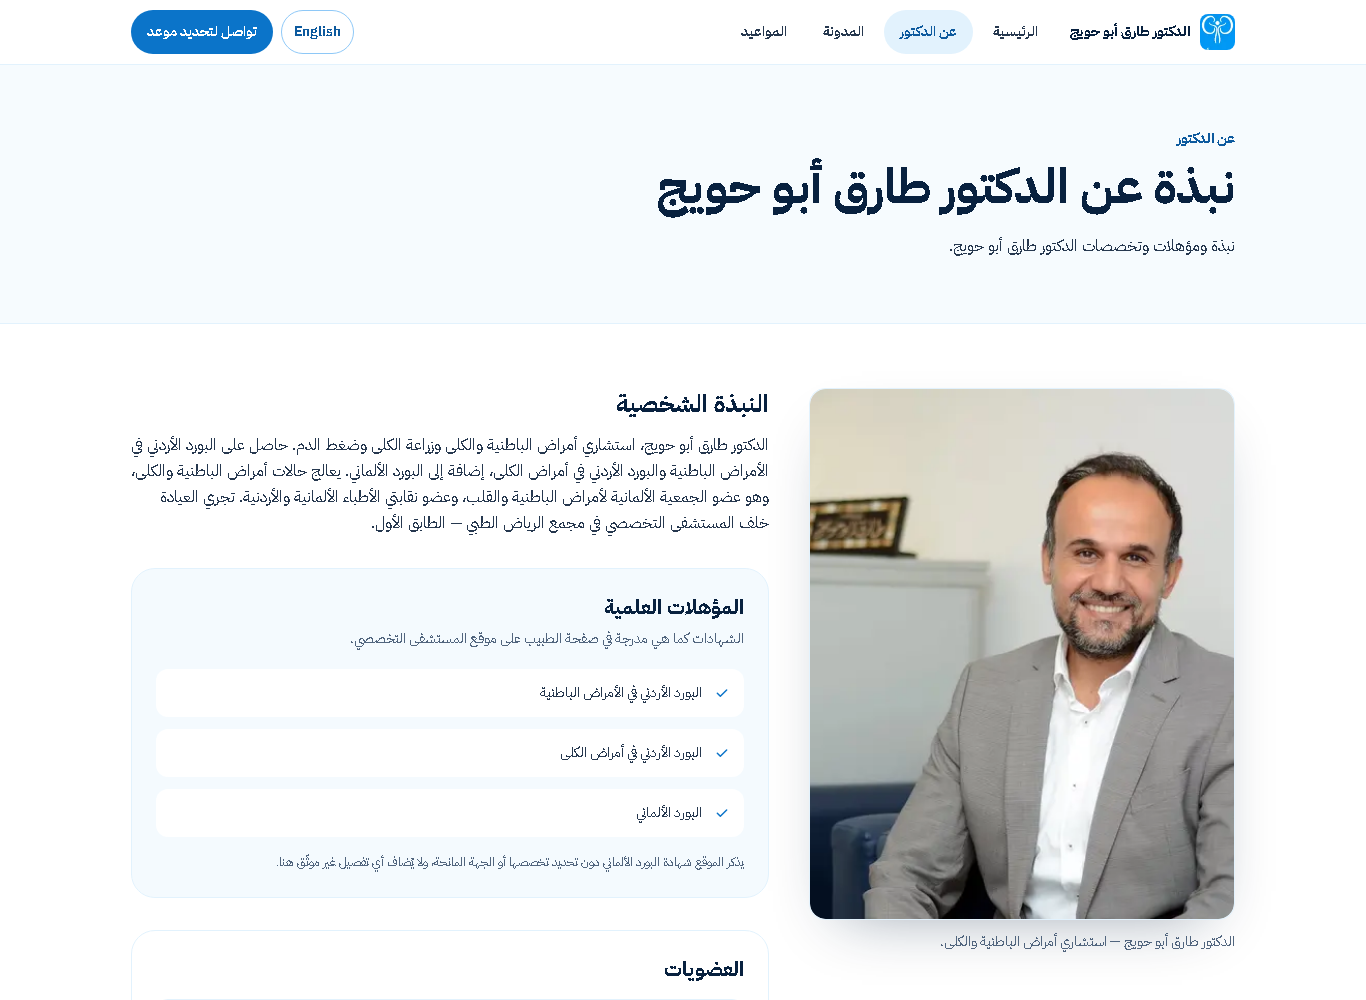 الدكتور طارق أبو حويج
الرئيسية
عن الدكتور
المدونة
المواعيد
English
تواصل لتحديد موعد
عن الدكتور
نبذة عن الدكتور طارق أبو حويج
نبذة ومؤهلات وتخصصات الدكتور طارق أبو حويج.
النبذة الشخصية
الدكتور طارق أبو حويج، استشاري أمراض الباطنية والكلى وزراعة الكلى وضغط الدم. حاصل على البورد الأردني في
الأمراض الباطنية والبورد الأردني في أمراض الكلى، إضافة إلى البورد الألماني. يعالج حالات أمراض الباطنية والكلى،
وهو عضو الجمعية الألمانية لأمراض الباطنية والقلب، وعضو نقابتي الأطباء الألمانية والأردنية. تجري العيادة
خلف المستشفى التخصصي في مجمع الرياض الطبي — الطابق الأول.
المؤهلات العلمية
الشهادات كما هي مدرجة في صفحة الطبيب على موقع المستشفى التخصصي.
البورد الأردني في الأمراض الباطنية
البورد الأردني في أمراض الكلى
البورد الألماني
يذكر الموقع شهادة البورد الألماني دون تحديد تخصصها أو الجهة المانحة، ولا يُضاف أي تفصيل غير موثّق هنا.
العضويات
الدكتور طارق أبو حويج — استشاري أمراض الباطنية والكلى.